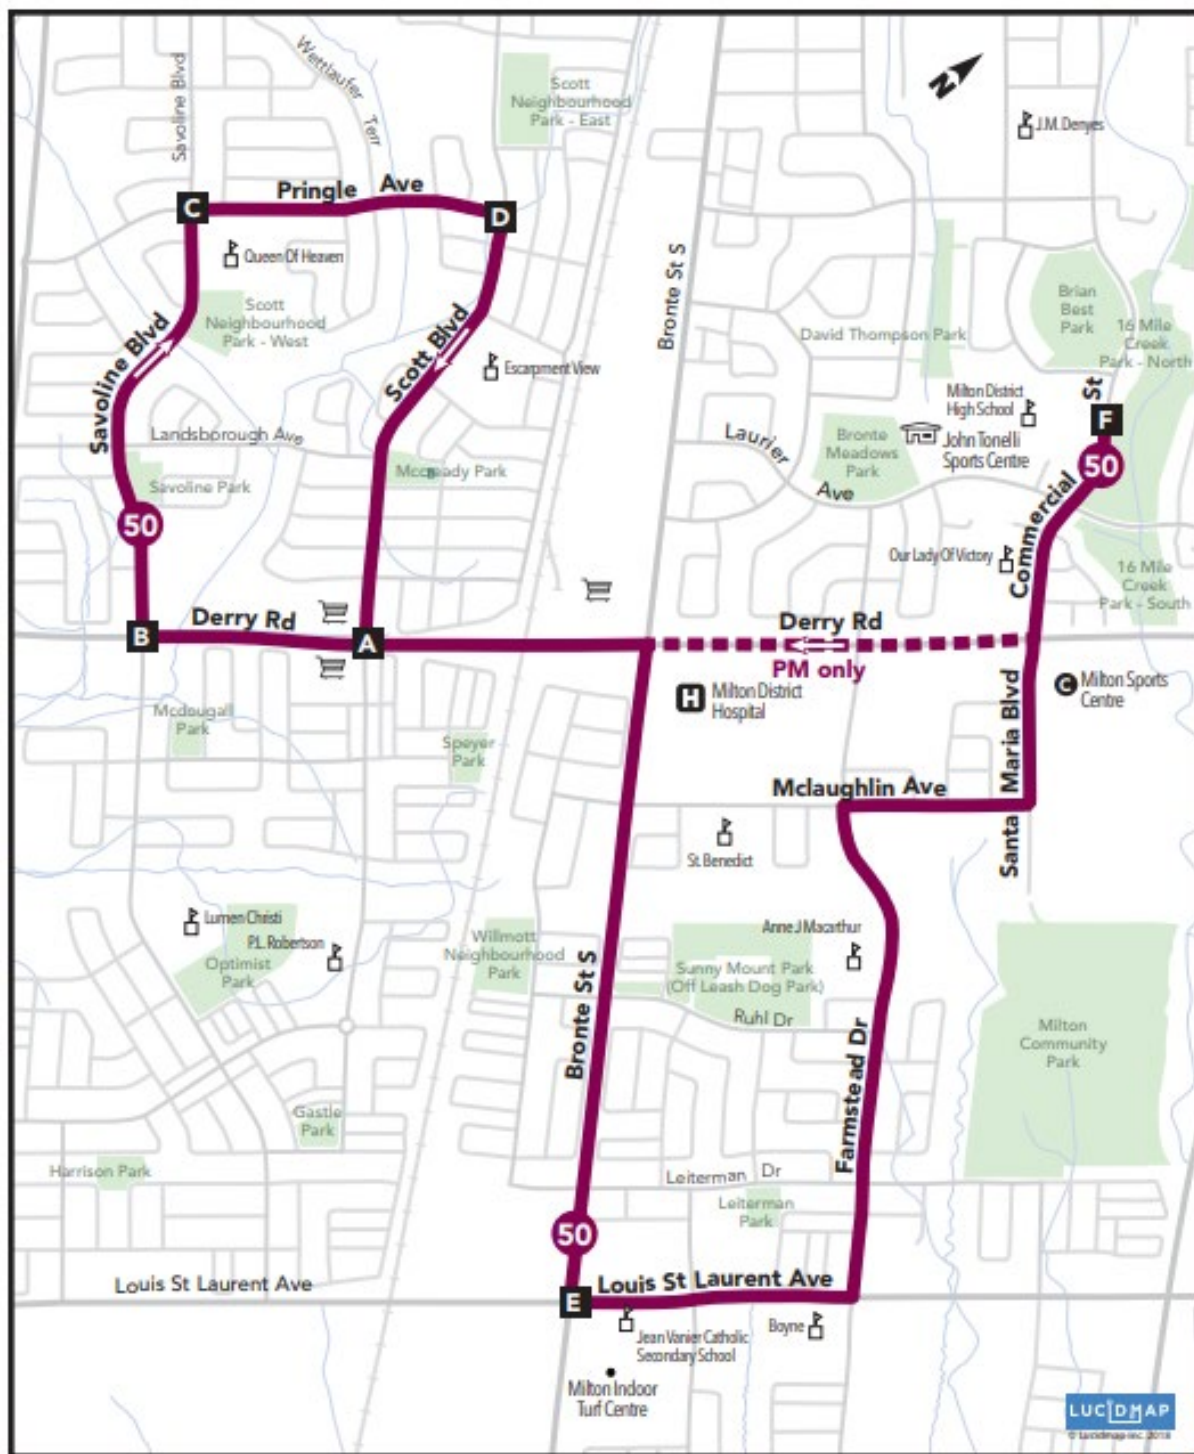 Savoline Blvd
Wettlaufer Terr
Scott
Neighbourhood
Park - East
N
J.M. Denyes
C
Pringle Ave
D
Queen Of Heaven
Bronte St S
Scott
Neighbourhood
Park - West
Brian
Best
Park
David Thompson Park
16 Mile
Creek
Park - North
Savoline Blvd
Scott Blvd
Escarpment View
Milton District
High School
St
F
Landsborough Ave
Laurier Ave
Bronte
Meadows
Park
John Tonelli
Sports Centre
50
Mccready Park
Savoline Park
Commercial
50
Our Lady Of Victory
16 Mile
Creek
Park - South
Derry Rd
Derry Rd
B
A
PM only
Milton District
Hospital
H
C
Milton Sports
Centre
Mcdougall
Park
Speyer
Park
Santa Maria Blvd
Mclaughlin Ave
St. Benedict
Lumen Christi
P.L. Robertson
Optimist
Park
Willmott
Neighbourhood
Park
Anne J Macarthur
Sunny Mount Park
(Off Leash Dog Park)
Ruhl Dr
Bronte St S
Milton
Community
Park
Farmstead Dr
Gastle
Park
Harrison Park
Leiterman Dr
Leiterman
Park
50
Louis St Laurent Ave
Louis St Laurent Ave
E
Jean Vanier Catholic
Secondary School
Boyne
Milton Indoor
Turf Centre
LUCIDMAP
© Lucidmap Inc. 2018